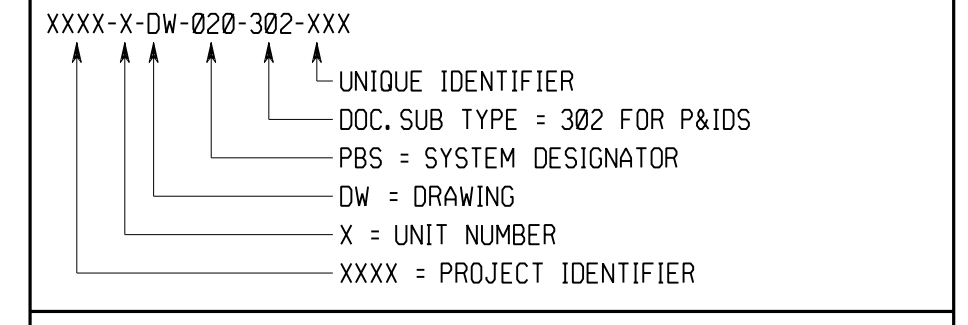 XXXX-X-DW-020-302-XXX
UNIQUE IDENTIFIER
DOC. SUB TYPE = 302 FOR P&IDS
PBS = SYSTEM DESIGNATOR
DW = DRAWING
X = UNIT NUMBER
XXXX = PROJECT IDENTIFIER